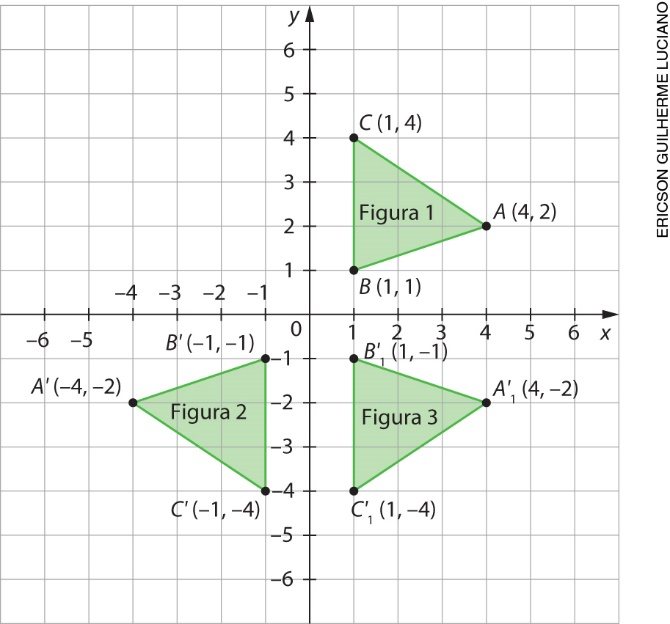 y
6
5
4
3
2
1
C (1, 4)
A (4, 2)
Figura 1
B (1, 1)
–4 –3 –2 –1
–6 –5
0
1 2 3 4 5 6 x
B′ (–1, –1)
A′ (–4, –2)
Figura 2
C′ (–1, –4)
–1
–2
–3
–4
–5
–6
B′₁ (1, –1)
A′₁ (4, –2)
Figura 3
C′₁ (1, –4)
ERICSON GUILHERME LUCIANO